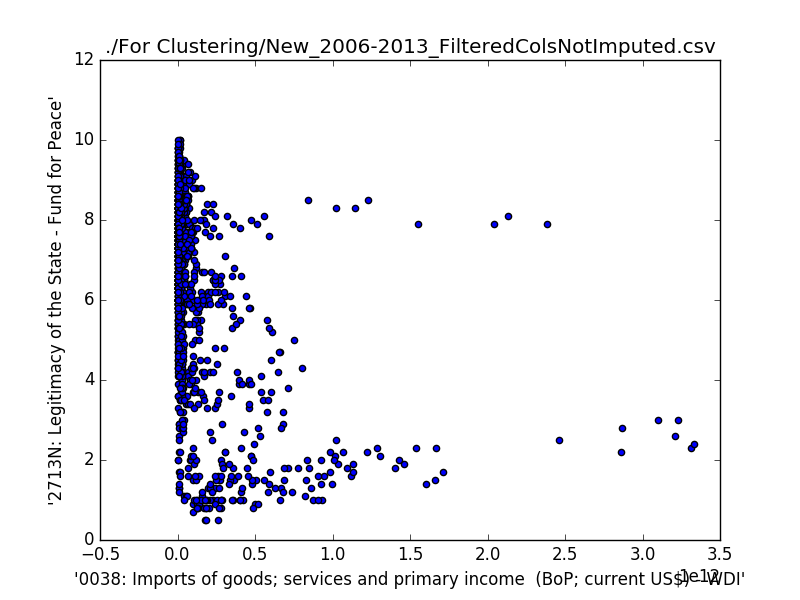 ./For Clustering/New_2006-2013_FilteredColsNotImputed.csv
12
10
8
6
4
2
0
'2713N: Legitimacy of the State - Fund for Peace'
−0.5 0.0 0.5 1.0 1.5 2.0 2.5 3.0 3.5
1e12
'0038: Imports of goods; services and primary income  (BoP; current US$) - WDI'